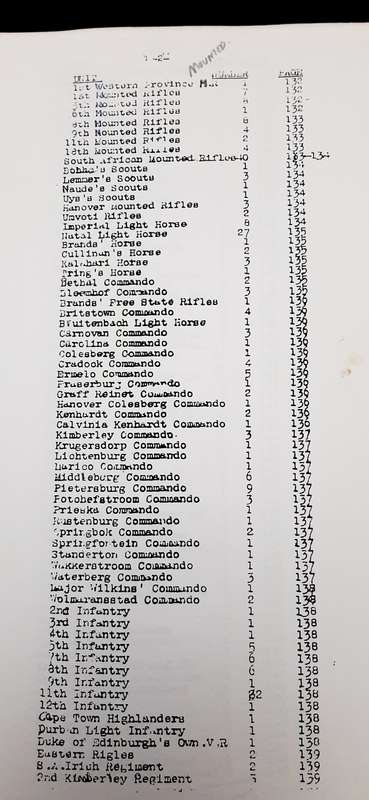 - 2 -
MOUNTED
UNIT NUMBER PAGE
1st Western Province M.R 1 132
1st Mounted Rifles 7 132
5th Mounted Rifles 8 132
6th Mounted Rifles 1 132
8th Mounted Rifles 8 133
9th Mounted Rifles 4 133
11th Mounted Rifles 2 133
18th Mounted Rifles 4 133
South African Mounted Rifles 40 133-134
Botha's Scouts 1 134
Lemmer's Scouts 3 134
Naude's Scouts 1 134
Uys's Scouts 1 134
Hanover Mounted Rifles 3 134
Umvoti Rifles 2 134
Imperial Light Horse 8 134
Natal Light Horse 27 135
Brands' Horse 1 135
Cullinan's Horse 2 135
Kalahari Horse 3 135
Pring's Horse 1 135
Bethal Commando 2 135
Bloemhof Commando 3 135
Brands' Free State Rifles 1 136
Britstown Commando 4 136
Bluitenbach Light Horse 1 136
Carnovan Commando 3 136
Carolina Commando 1 136
Colesberg Commando 1 136
Cradock Commando 4 136
Ermelo Commando 5 136
Fraserburg Commando 1 136
Graff Reinet Commando 2 136
Hanover Colesberg Commando 1 136
Kenhardt Commando 2 136
Calvinia Kenhardt Commando 1 136
Kimberley Commando 3 137
Krugersdorp Commando 1 137
Lichtenburg Commando 1 137
Marico Commando 1 137
Middleburg Commando 6 137
Pietersburg Commando 9 137
Potchefstroom Commando 3 137
Prieska Commando 1 137
Rustenburg Commando 1 137
Springbok Commando 2 137
Springfontein Commando 1 137
Standerton Commando 1 137
Wakkerstroom Commando 1 137
Waterberg Commando 3 137
Major Wilkins' Commando 1 138
Wolmaransstad Commando 2 138
2nd Infantry 1 138
3rd Infantry 1 138
4th Infantry 1 138
5th Infantry 5 138
7th Infantry 6 138
8th Infantry 6 138
9th Infantry 1 138
11th Infantry 22 138
12th Infantry 1 138
Cape Town Highlanders 1 138
Durban Light Infantry 1 138
Duke of Edinburgh's Own .V.R 1 138
Eastern Rigles 2 139
S.A.Irish Regiment 2 139
2nd Kimberley Regiment 3 139